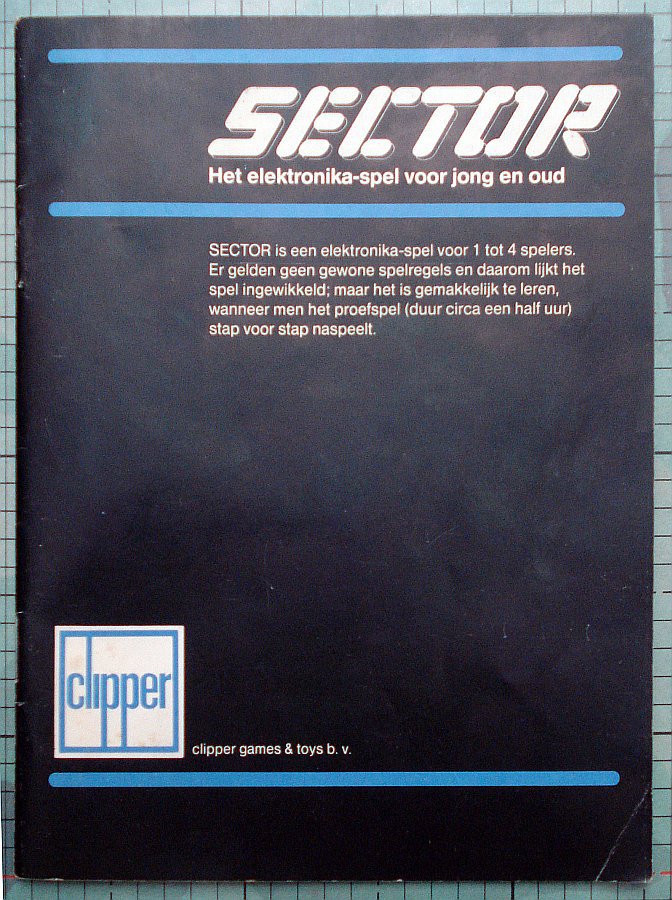 SECTOR
Het elektronika-spel voor jong en oud
SECTOR is een elektronika-spel voor 1 tot 4 spelers.
Er gelden geen gewone spelregels en daarom lijkt het
spel ingewikkeld; maar het is gemakkelijk te leren,
wanneer men het proefspel (duur circa een half uur)
stap voor stap naspeelt.
clipper
clipper games & toys b. v.